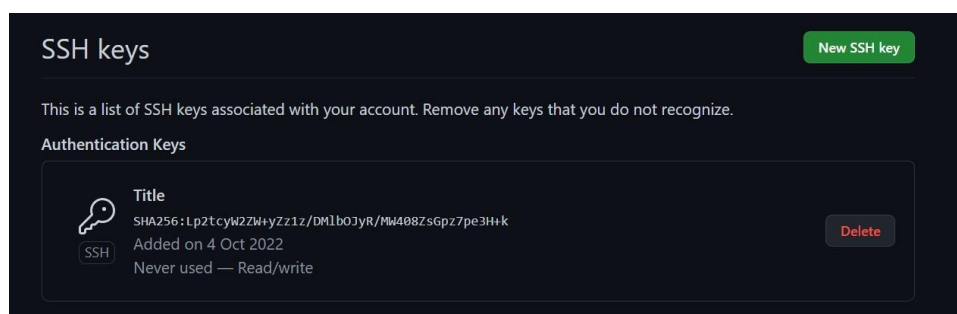 SSH keys
New SSH key
This is a list of SSH keys associated with your account. Remove any keys that you do not recognize.
Authentication Keys
Title
SHA256:Lp2tcyW2ZW+yZz1z/DMlbOJyR/MW408ZsGpz7pe3H+k
Added on 4 Oct 2022
SSH
Never used — Read/write
Delete